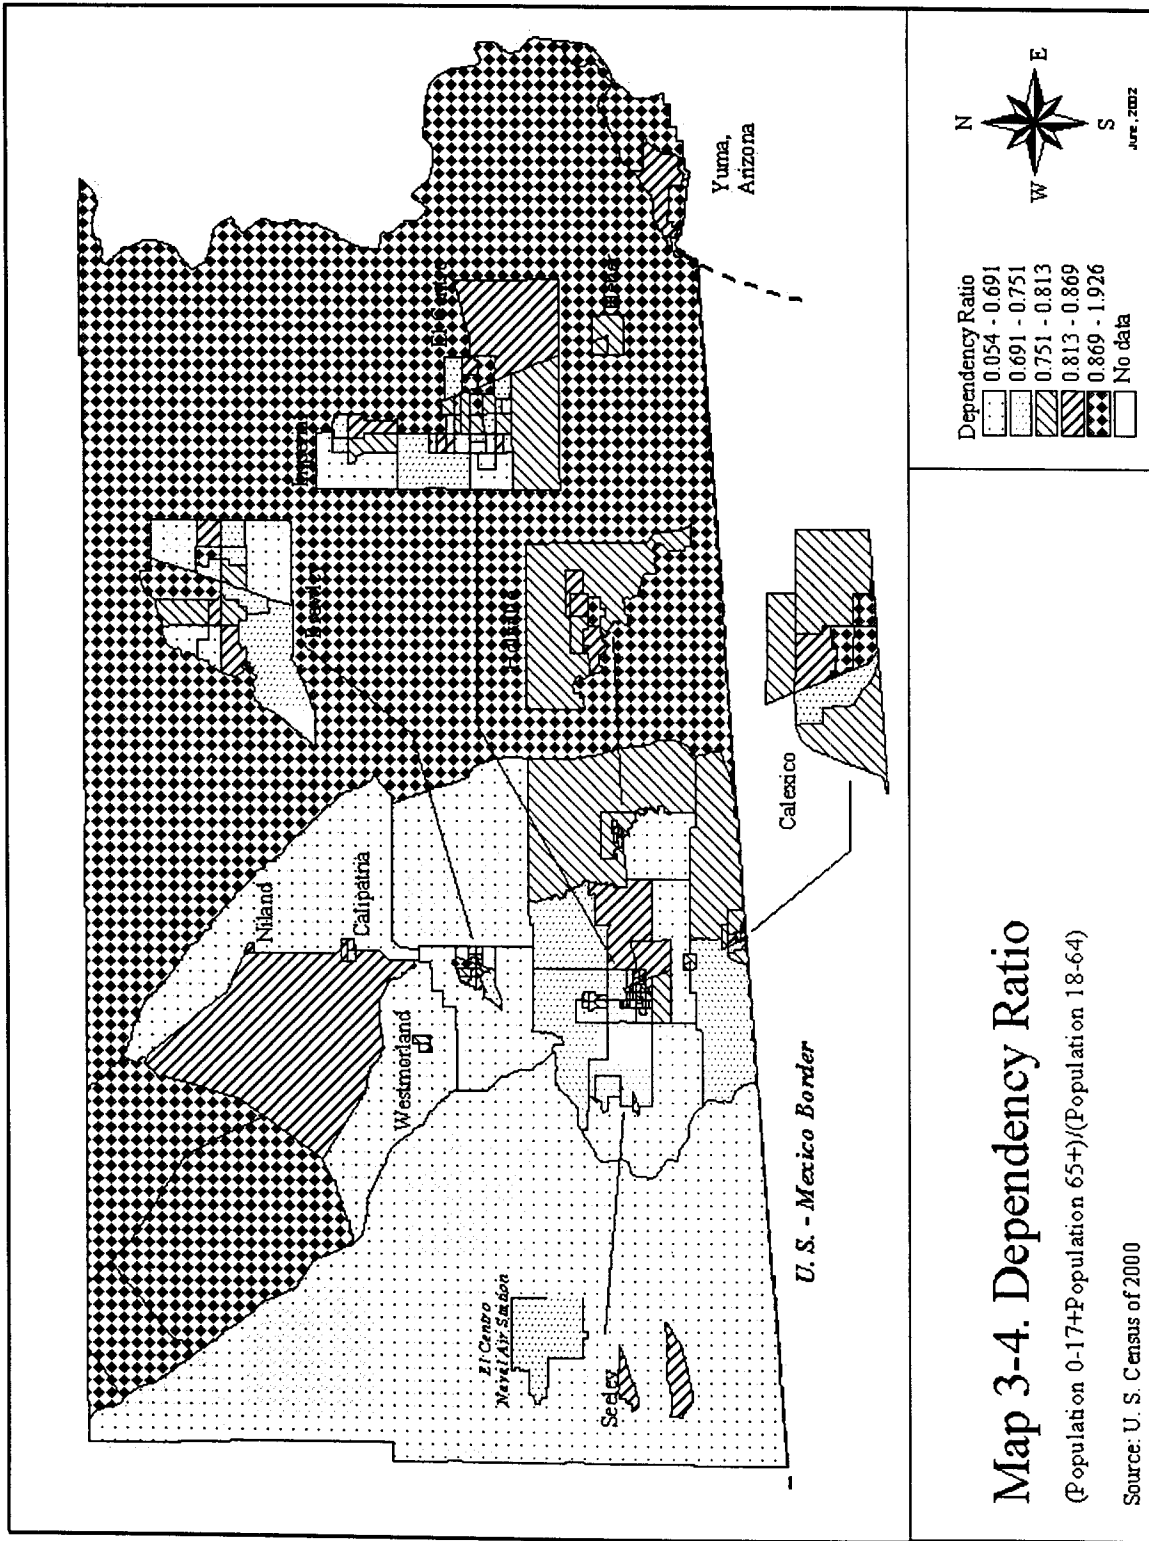 Niland
Calipatria
Westmorland
Brawley
Imperial
El Centro
Holtville
Yuma,
Arizona
El Centro
Naval Air Station
Seeley
Calexico
U.S. - Mexico Border
Map 3-4. Dependency Ratio
(Population 0-17+Population 65+)/(Population 18-64)
Source: U. S. Census of 2000
Dependency Ratio
0.054 - 0.691
0.691 - 0.751
0.751 - 0.813
0.813 - 0.869
0.869 - 1.926
No data
N
W
E
S
June, 2002